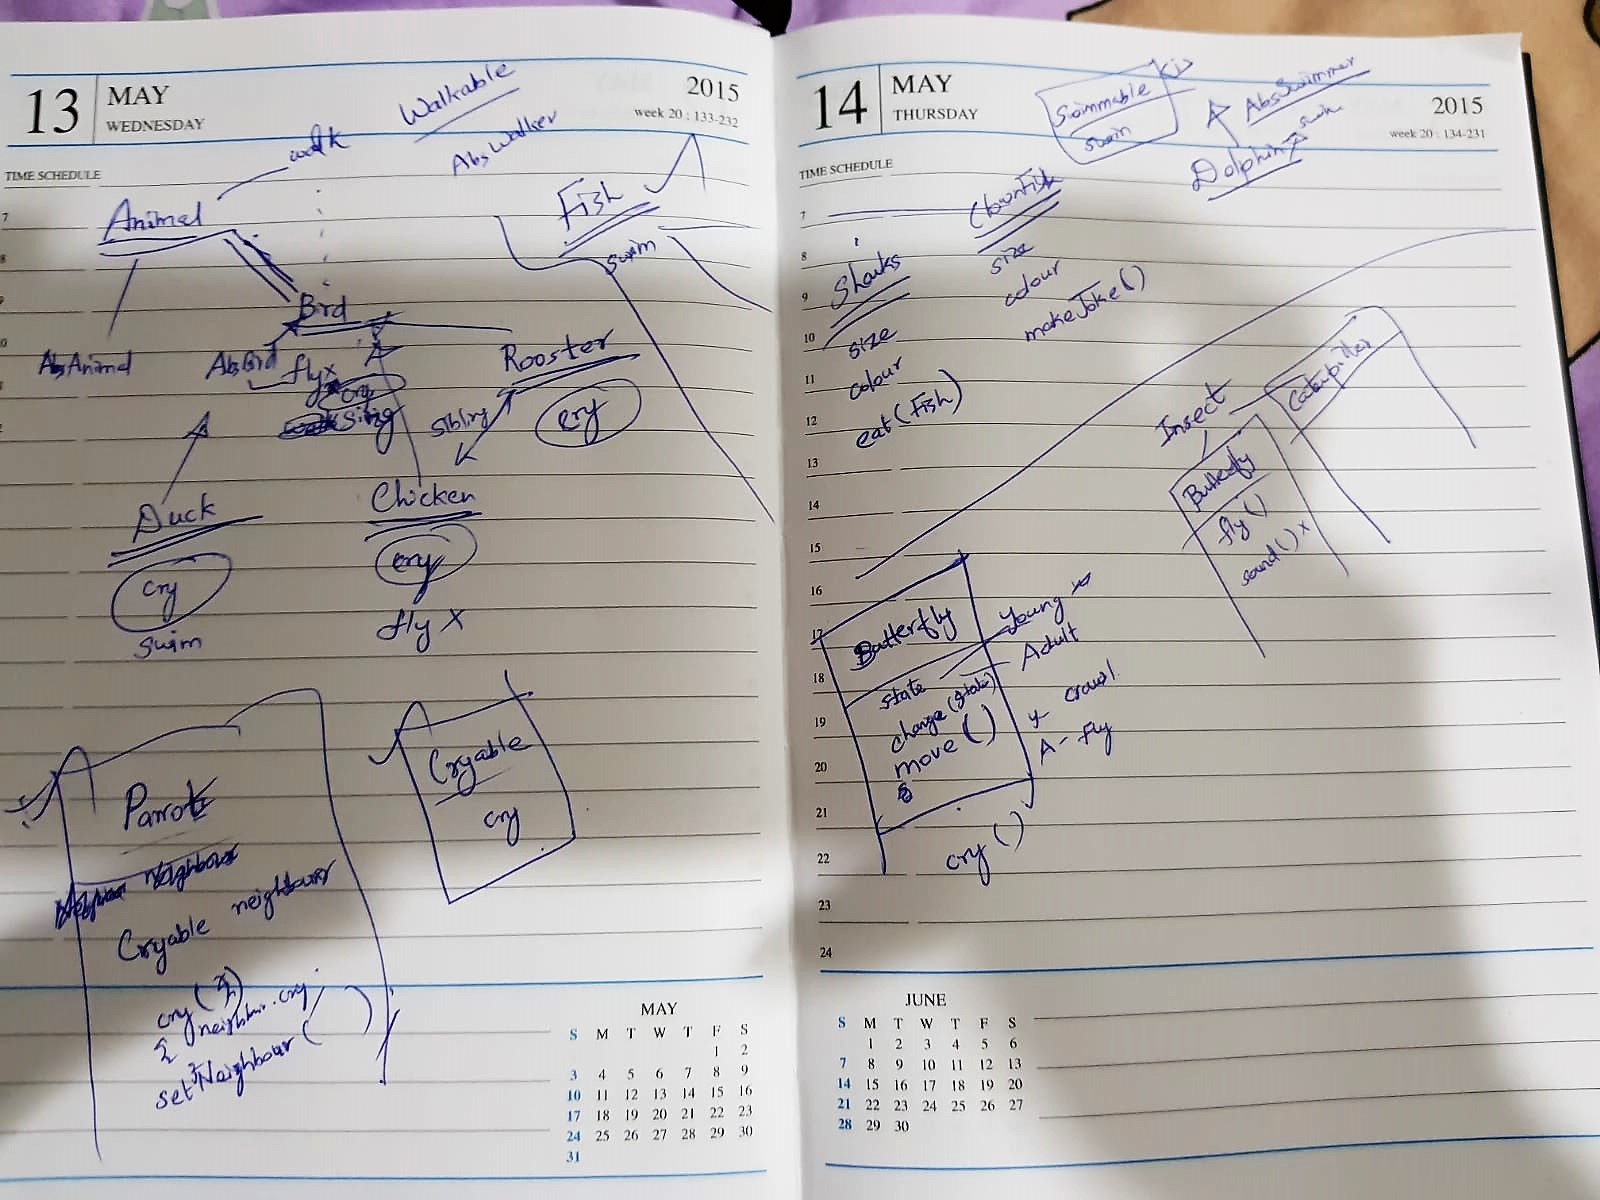 13
MAY
WEDNESDAY
2015
week 20 : 133-232
Walkable
walk
AbsWalker
TIME SCHEDULE
Animal
Fish
swim
Bird
AbsAnimal
AbsBird
fly x
cry
sing
Rooster
cry
sibling
Duck
cry
swim
Chicken
cry
fly X
Parrot
neighbour
Cryable neighbour
cry( )
{ neighbour.cry
}
setNeighbour( )
Cryable
cry
MAY
S M T W T F S
1 2
3 4 5 6 7 8 9
10 11 12 13 14 15 16
17 18 19 20 21 22 23
24 25 26 27 28 29 30
31
14
MAY
THURSDAY
2015
week 20 : 134-231
Swimmable
swim
AbsSwimmer
swim
Dolphin
TIME SCHEDULE
7
8
9
10
11
12
13
14
15
16
17
18
19
20
21
22
23
24
ClownFish
size
colour
makeJoke()
Sharks
size
colour
eat(Fish)
Insect
Caterpiller
Butterfly
fly()
sound() x
Butterfly
state
change(state)
move()
Young
Adult
Y- crawl
A- fly
cry()
JUNE
S M T W T F S
1 2 3 4 5 6
7 8 9 10 11 12 13
14 15 16 17 18 19 20
21 22 23 24 25 26 27
28 29 30